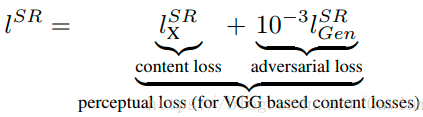 l^{SR} = l_X^{SR} + 10^{-3} l_{Gen}^{SR}
content loss adversarial loss
perceptual loss (for VGG based content losses)